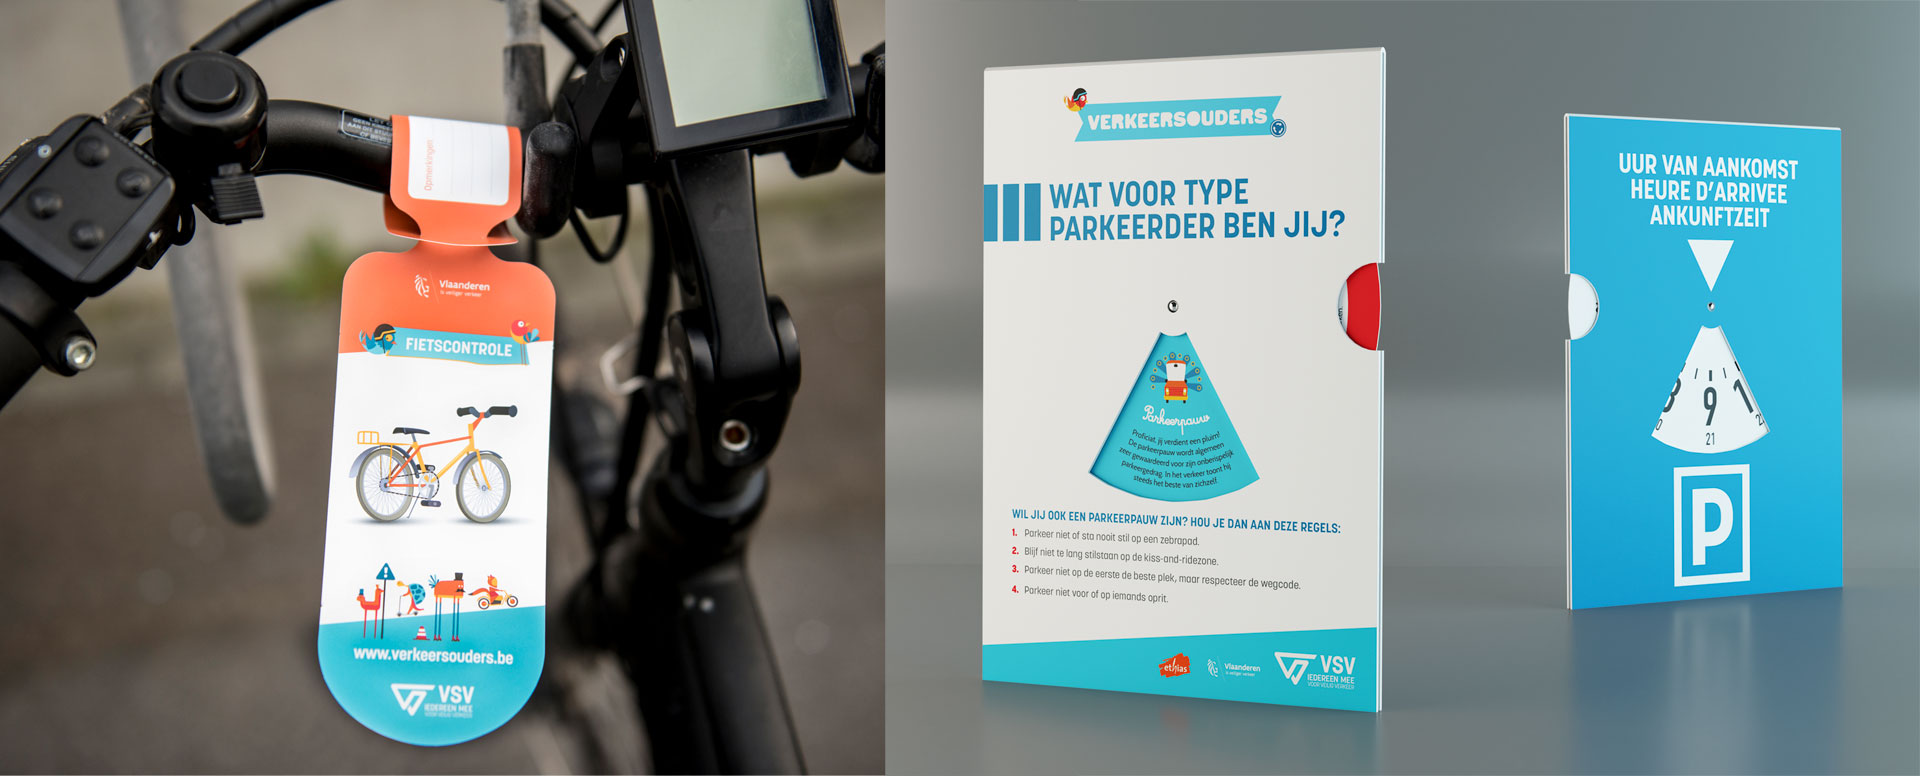 Opmerkingen
Vlaanderen
is veiliger verkeer
FIETSCONTROLE
www.verkeersouders.be
VSV
IEDEREEN MEE
VOOR VEILIG VERKEER
VERKEERSOUDERS
WAT VOOR TYPE
PARKEERDER BEN JIJ?
Parkeerpauw
Proficiat, jij verdient een pluim!
De parkeerpauw wordt algemeen
zeer gewaardeerd voor zijn onberispelijk
parkeergedrag. In het verkeer toont hij
steeds het beste van zichzelf.
WIL JIJ OOK EEN PARKEERPAUW ZIJN? HOU JE DAN AAN DEZE REGELS:
1. Parkeer niet of sta nooit stil op een zebrapad.
2. Blijf niet te lang stilstaan op de kiss-and-ridezone.
3. Parkeer niet op de eerste de beste plek, maar respecteer de wegcode.
4. Parkeer niet voor of op iemands oprit.
ethias
Vlaanderen
VSV
IEDEREEN MEE
VOOR VEILIG VERKEER
UUR VAN AANKOMST
HEURE D'ARRIVEE
ANKUNFTZEIT
9
21
P